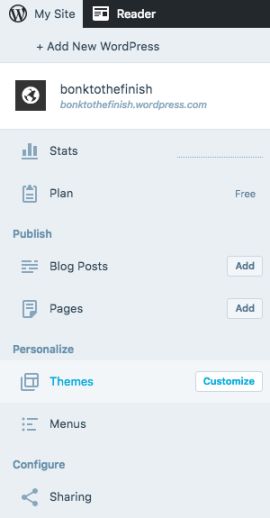 My Site Reader
+ Add New WordPress
bonktothefinish
bonktothefinish.wordpress.com
Stats
Plan Free
Publish
Blog Posts Add
Pages Add
Personalize
Themes Customize
Menus
Configure
Sharing